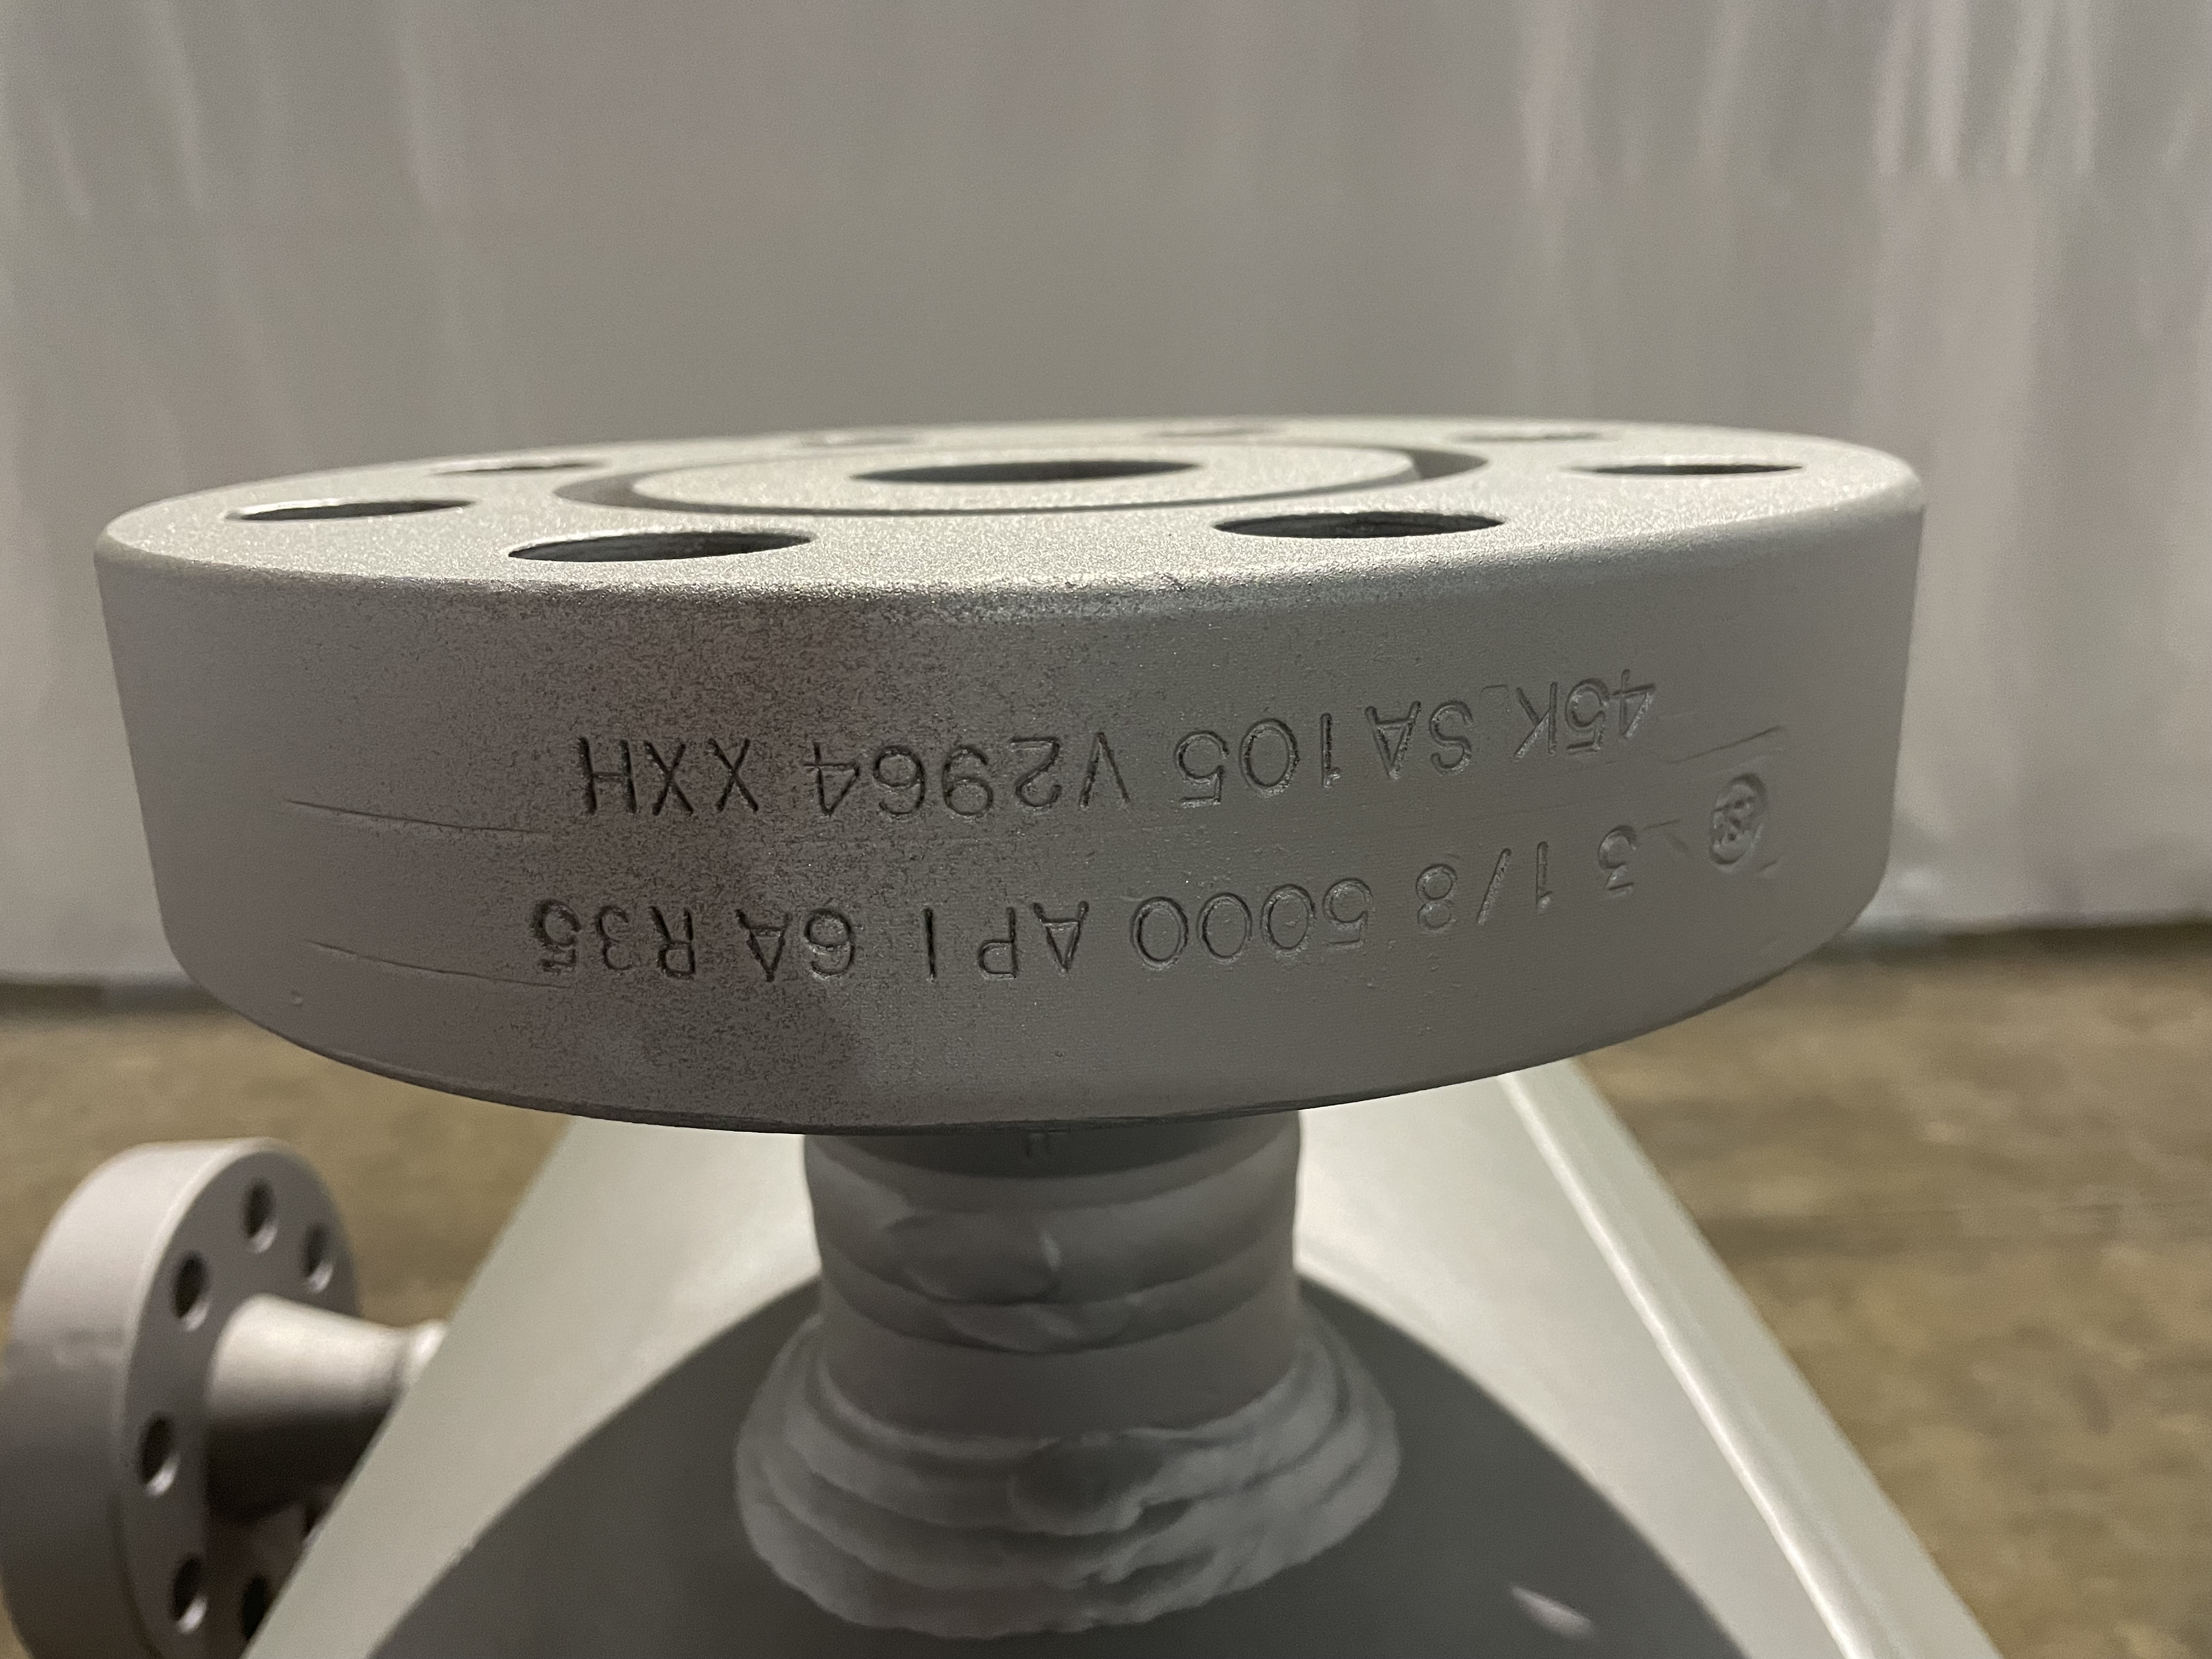 3 1/8 5000 API 6A R35
45K SA105 V2964 XXH